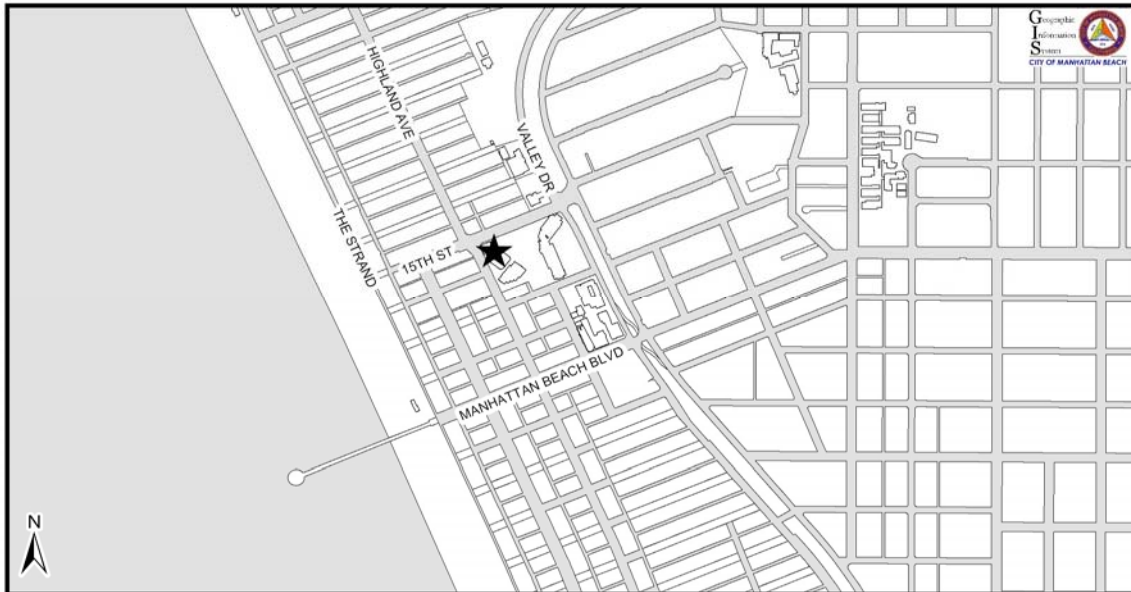 Geographic
Information
System
CITY OF MANHATTAN BEACH
HIGHLAND AVE
VALLEY DR
THE STRAND
15TH ST
MANHATTAN BEACH BLVD
N